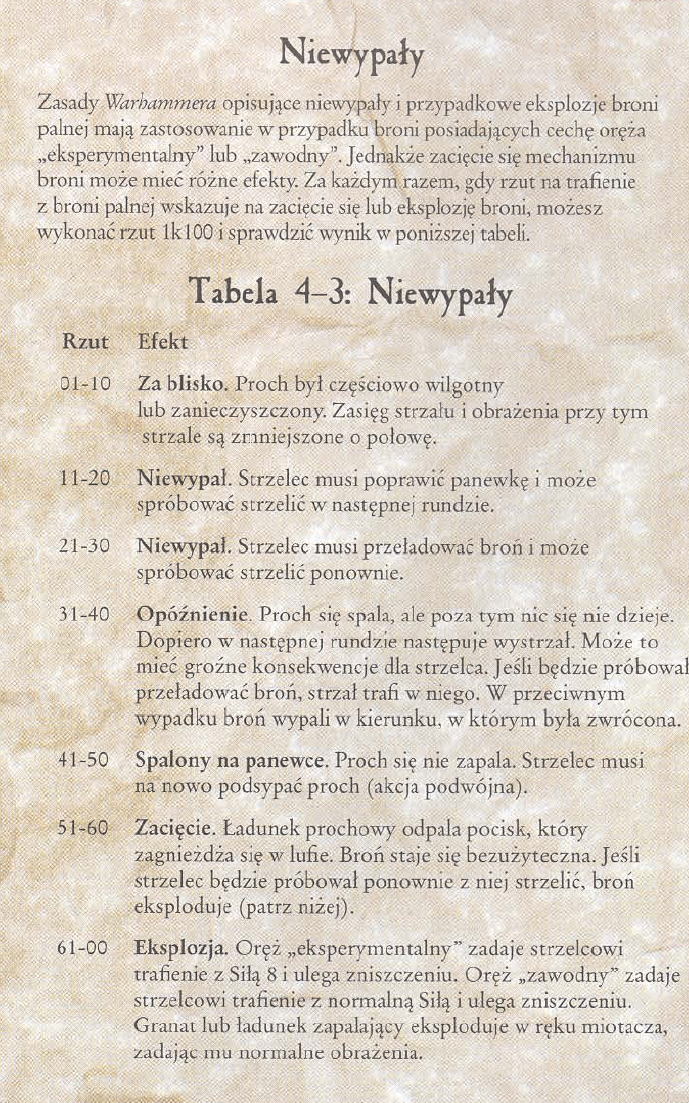 Niewypały
Zasady Warhammera opisujące niewypały i przypadkowe eksplozje broni
palnej mają zastosowanie w przypadku broni posiadających cechę oręża
„eksperymentalny” lub „zawodny”. Jednakże zacięcie się mechanizmu
broni może mieć różne efekty. Za każdym razem, gdy rzut na trafienie
z broni palnej wskazuje na zacięcie się lub eksplozję broni, możesz
wykonać rzut 1k100 i sprawdzić wynik w poniższej tabeli.
Tabela 4–3: Niewypały
Rzut Efekt
01-10 Za blisko. Proch był częściowo wilgotny
lub zanieczyszczony. Zasięg strzału i obrażenia przy tym
strzale są zmniejszone o połowę.
11-20 Niewypał. Strzelec musi poprawić panewkę i może
spróbować strzelić w następnej rundzie.
21-30 Niewypał. Strzelec musi przeładować broń i może
spróbować strzelić ponownie.
31-40 Opóźnienie. Proch się spala, ale poza tym nic się nie dzieje.
Dopiero w następnej rundzie następuje wystrzał. Może to
mieć groźne konsekwencje dla strzelca. Jeśli będzie próbował
przeładować broń, strzał trafi w niego. W przeciwnym
wypadku broń wypali w kierunku, w którym była zwrócona.
41-50 Spalony na panewce. Proch się nie zapala. Strzelec musi
na nowo podsypać proch (akcja podwójna).
51-60 Zacięcie. Ładunek prochowy odpala pocisk, który
zagnieżdża się w lufie. Broń staje się bezużyteczna. Jeśli
strzelec będzie próbował ponownie z niej strzelić, broń
eksploduje (patrz niżej).
61-00 Eksplozja. Oręż „eksperymentalny” zadaje strzelcowi
trafienie z Siłą 8 i ulega zniszczeniu. Oręż „zawodny” zadaje
strzelcowi trafienie z normalną Siłą i ulega zniszczeniu.
Granat lub ładunek zapalający eksploduje w ręku miotacza,
zadając mu normalne obrażenia.